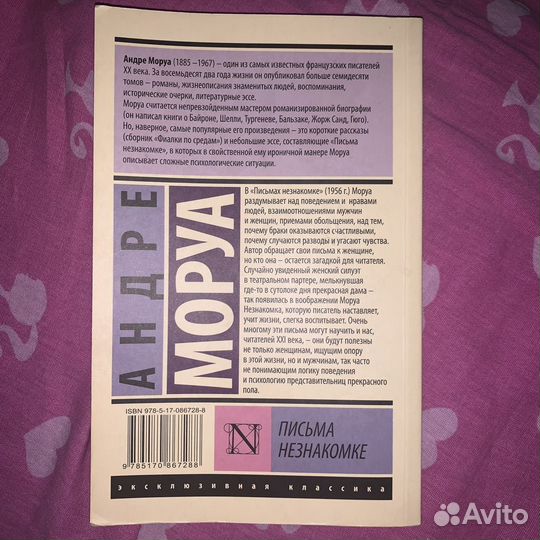 Андре Моруа (1885 –1967) – один из самых известных французских писателей
XX века. За восемьдесят два года жизни он опубликовал больше семидесяти
томов – романы, жизнеописания знаменитых людей, воспоминания,
исторические очерки, литературные эссе.
Моруа считается непревзойденным мастером романизированной биографии
(он написал книги о Байроне, Шелли, Тургеневе, Бальзаке, Жорж Санд, Гюго).
Но, наверное, самые популярные его произведения – это короткие рассказы
(сборник «Фиалки по средам») и небольшие эссе, составляющие «Письма
незнакомке», в которых в свойственной ему ироничной манере Моруа
описывает сложные психологические ситуации.
АНДРЕ
МОРУА
В «Письмах незнакомке» (1956 г.) Моруа
раздумывает над поведением и нравами
людей, взаимоотношениями мужчин
и женщин, приемами обольщения, над тем,
почему браки оказываются счастливыми,
почему случаются разводы и угасают чувства.
Автор обращает свои письма к женщине,
но кто она – остается загадкой для читателя.
Случайно увиденный женский силуэт
в театральном партере, мелькнувшая
где-то в сутолоке дня прекрасная дама –
так появилась в воображении Моруа
Незнакомка, которую писатель наставляет,
учит жизни, слегка воспитывает. Очень
многому эти письма могут научить и нас,
читателей XXI века, – они будут полезны
не только женщинам, ищущим опору
в этой жизни, но и мужчинам, так часто
не понимающим логику поведения
и психологию представительниц прекрасного
пола.
ISBN 978-5-17-086728-8
9 785170 867288
N
ПИСЬМА
НЕЗНАКОМКЕ
эксклюзивная классика
Avito